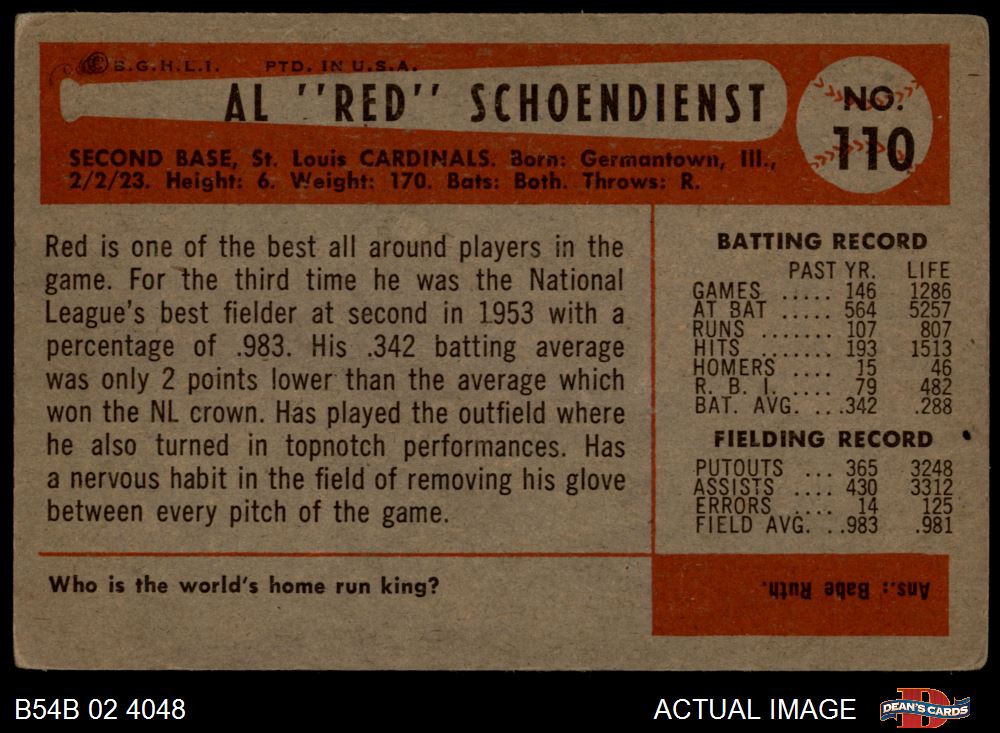 B.G.H.L.I. PTD. IN U.S.A.
AL "RED" SCHOENDIENST
NO.
110
SECOND BASE, St. Louis CARDINALS. Born: Germantown, Ill.,
2/2/23. Height: 6. Weight: 170. Bats: Both. Throws: R.
Red is one of the best all around players in the
game. For the third time he was the National
League's best fielder at second in 1953 with a
percentage of .983. His .342 batting average
was only 2 points lower than the average which
won the NL crown. Has played the outfield where
he also turned in topnotch performances. Has
a nervous habit in the field of removing his glove
between every pitch of the game.
BATTING RECORD
PAST YR. LIFE
GAMES ..... 146 1286
AT BAT ..... 564 5257
RUNS ....... 107 807
HITS ........ 193 1513
HOMERS .... 15 46
R. B. I. ..... 79 482
BAT. AVG. ...342 .288
FIELDING RECORD
PUTOUTS ... 365 3248
ASSISTS .... 430 3312
ERRORS .... 14 125
FIELD AVG. ..983 .981
Who is the world's home run king?
Ans.: Babe Ruth.
B54B 02 4048
ACTUAL IMAGE
D
DEAN'S CARDS